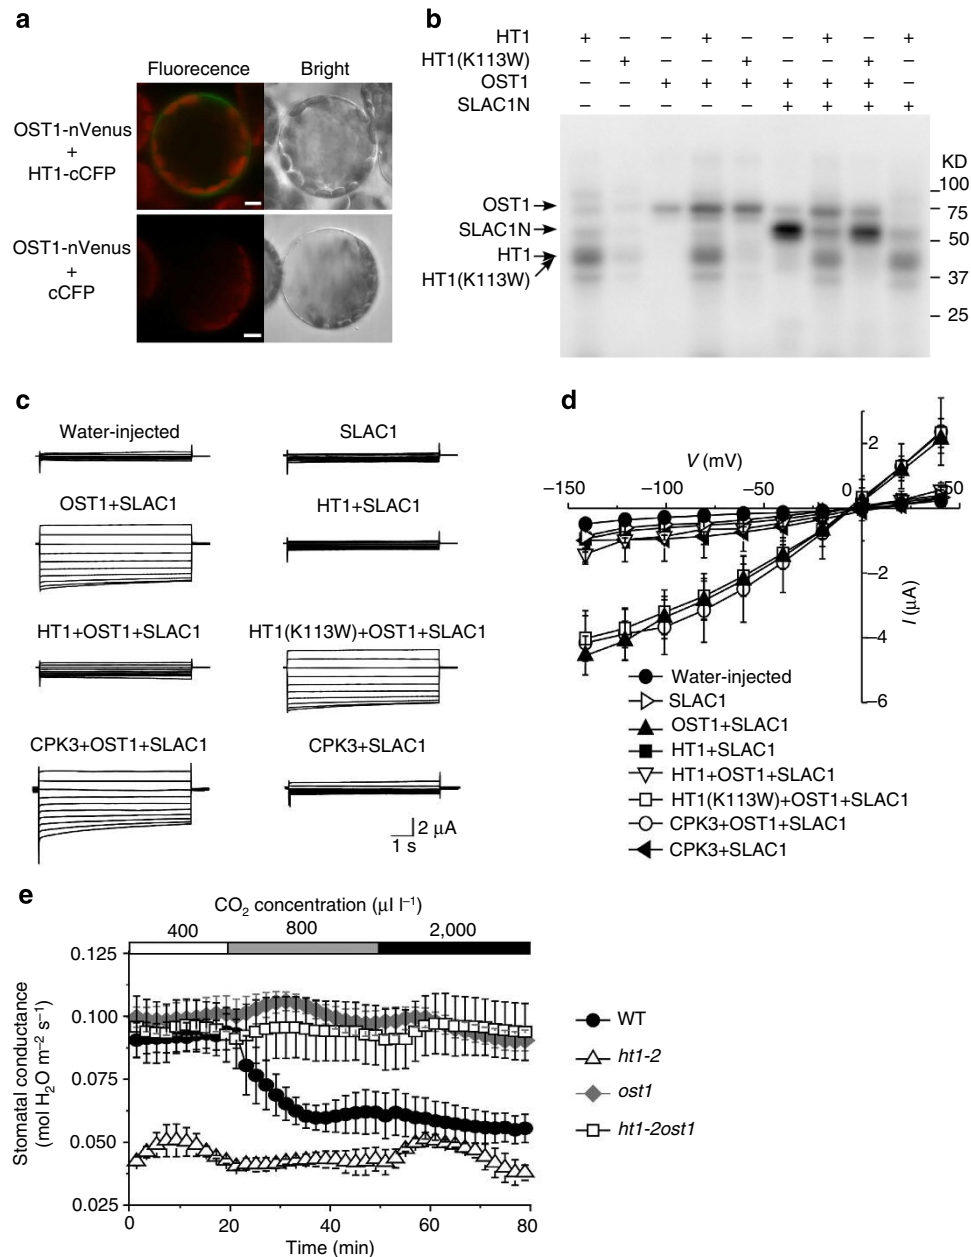 a
Fluorecence Bright
OST1-nVenus
+
HT1-cCFP
OST1-nVenus
+
cCFP
b
HT1 + – – + – – + – +
HT1(K113W) – + – – + – – + –
OST1 – – + + + + + + –
SLAC1N – – – – – + + + +
KD
100
75
50
37
25
OST1
SLAC1N
HT1
HT1(K113W)
c
Water-injected SLAC1
OST1+SLAC1 HT1+SLAC1
HT1+OST1+SLAC1 HT1(K113W)+OST1+SLAC1
CPK3+OST1+SLAC1 CPK3+SLAC1
2 μA
1 s
d
V (mV)
–150 –100 –50 0 50
2
–2
–4
–6
I (μA)
Water-injected
SLAC1
OST1+SLAC1
HT1+SLAC1
HT1+OST1+SLAC1
HT1(K113W)+OST1+SLAC1
CPK3+OST1+SLAC1
CPK3+SLAC1
e
CO2 concentration (μl l–1)
400 800 2,000
Stomatal conductance
(mol H2O m–2 s–1)
0.125
0.100
0.075
0.050
0.025
0 20 40 60 80
Time (min)
WT
ht1-2
ost1
ht1-2ost1